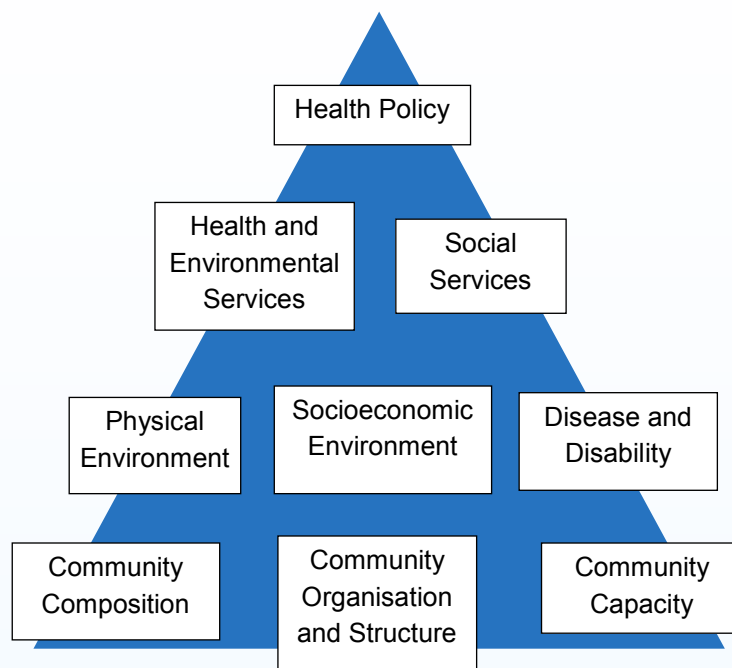 Health Policy
Health and
Environmental
Services
Social
Services
Physical
Environment
Socioeconomic
Environment
Disease and
Disability
Community
Composition
Community
Organisation
and Structure
Community
Capacity